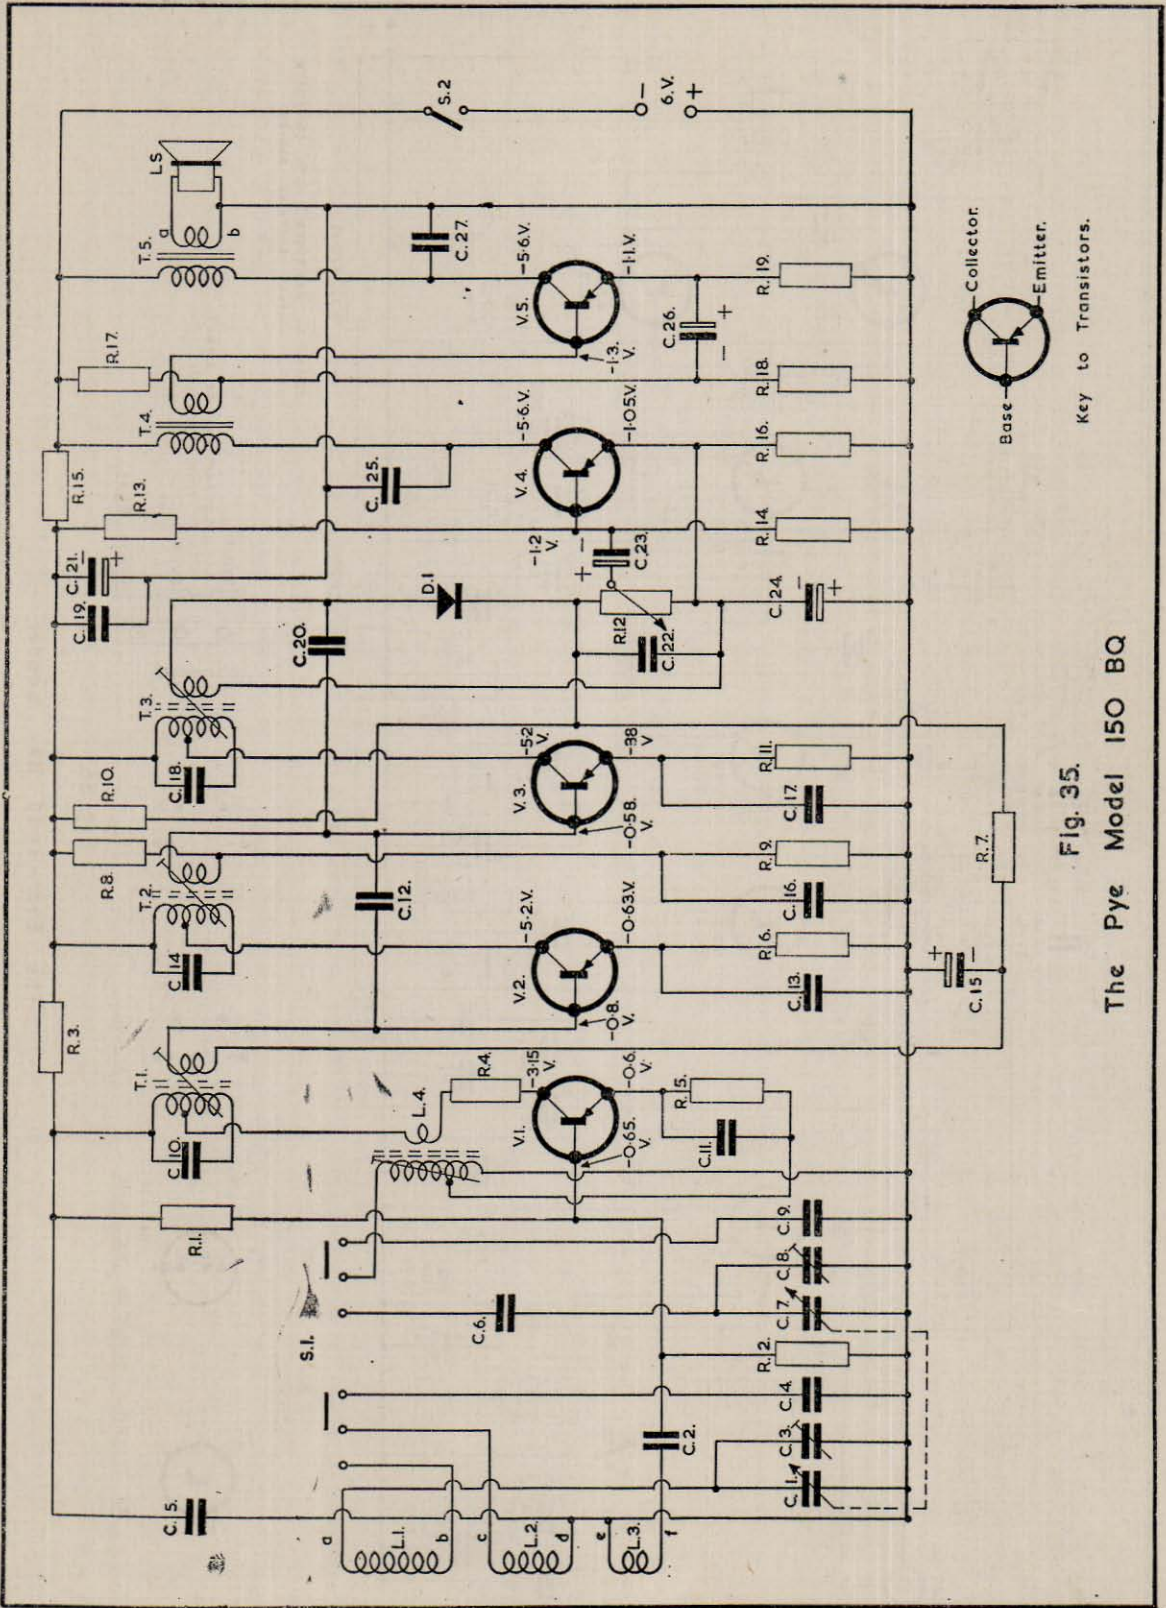 R.3.
C.19.
C.21.
R.15.
R.8.
R.10.
R.13.
R.17.
C.5.
R.1.
C.10.
T.1.
C.14
T.2.
C.18.
T.3.
T.4.
T.5.
LS
a
b
S.1.
C.20.
a
L.1.
b
c
L.2.
d
e
L.3.
f
C.6.
L.4.
R.4.
C.12.
D.1
C.25.
C.27.
S.2
V.1.
-3·15 V.
V.2.
-5·2.V.
V.3.
-52 V.
V.4.
-5·6.V.
V.5.
-5·6.V.
-0·65. V.
-0·6. V.
-0·8. V.
-0·63.V.
-0·58. V.
-38 V
-1·2 V.
-1·05.V.
-1·3. V.
-1·1.V.
- 6.V. +
C.2.
C.11.
R.5.
R.12
C.22.
C.23.
C.26.
C.1.
C.3.
C.4.
R.2.
C.7.
C.8.
C.9.
C.13.
R.6.
C.16.
R.9.
C.17.
R.11.
C.24.
R.14.
R.16.
R.18.
R.19.
C.15
R.7.
Base
Collector.
Emitter.
Key to Transistors.
Fig. 35.
The Pye Model 150 BQ